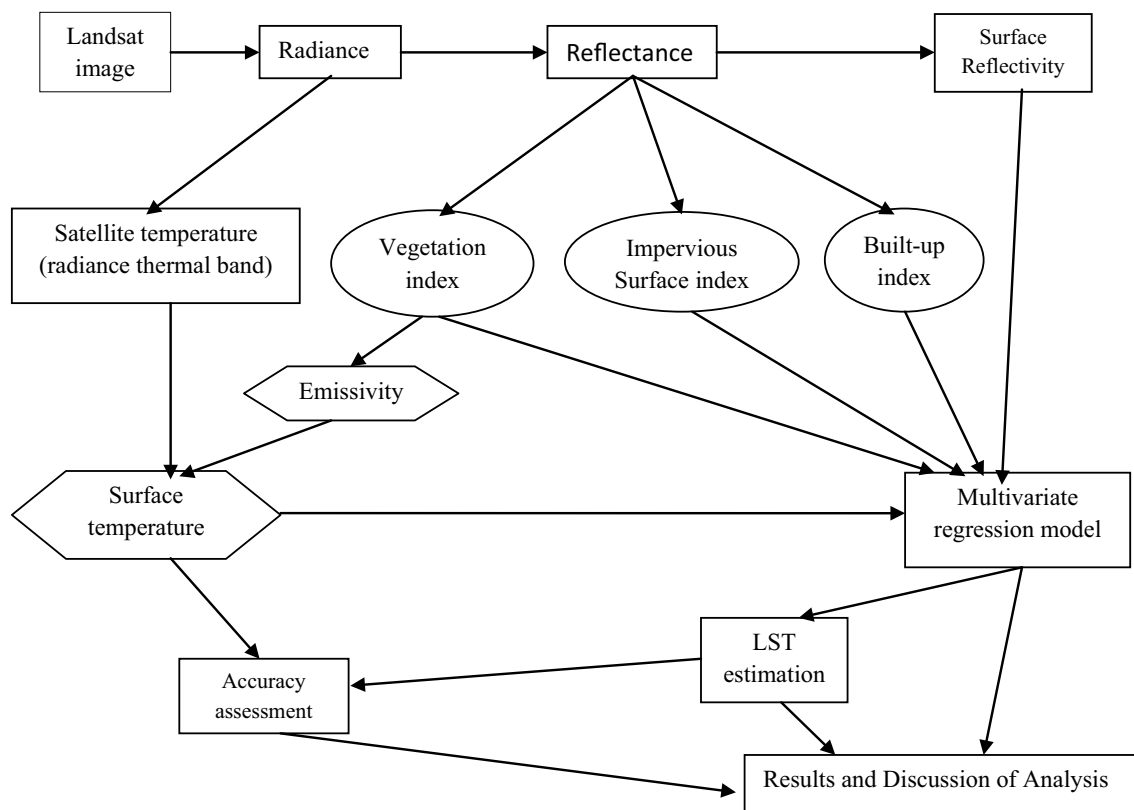 Landsat
image
Radiance
Reflectance
Surface
Reflectivity
Satellite temperature
(radiance thermal band)
Vegetation
index
Impervious
Surface index
Built-up
index
Emissivity
Surface
temperature
Multivariate
regression model
LST
estimation
Accuracy
assessment
Results and Discussion of Analysis